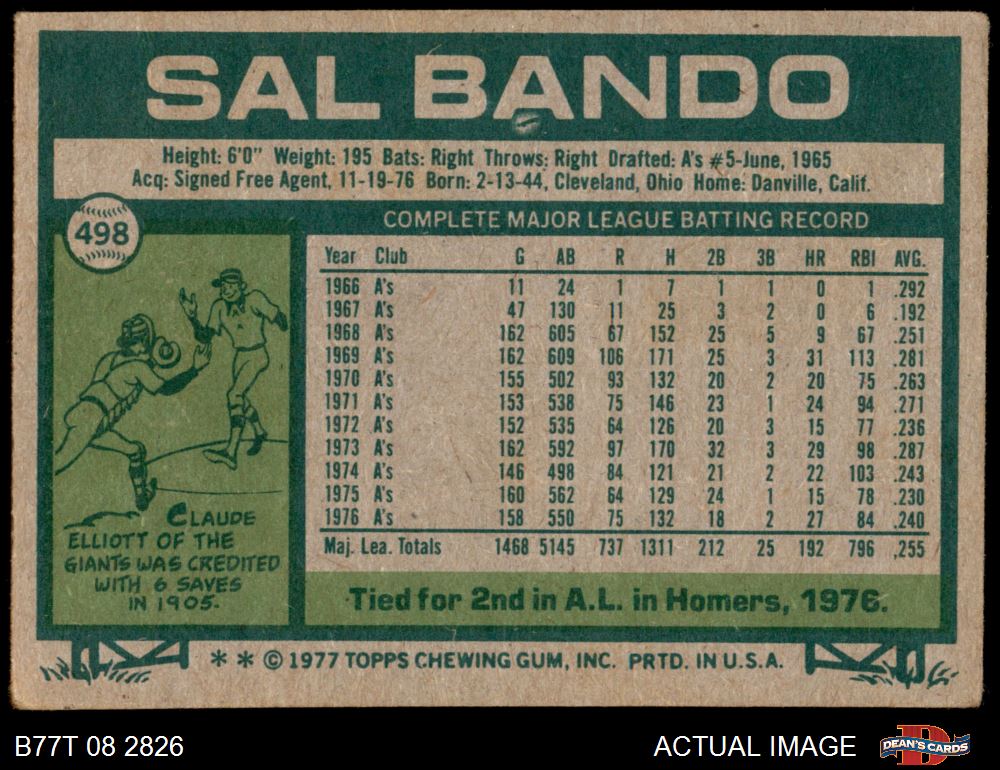 SAL BANDO
Height: 6'0" Weight: 195 Bats: Right Throws: Right Drafted: A's #5-June, 1965
Acq: Signed Free Agent, 11-19-76 Born: 2-13-44, Cleveland, Ohio Home: Danville, Calif.
498
COMPLETE MAJOR LEAGUE BATTING RECORD
Year Club G AB R H 2B 3B HR RBI AVG.
1966 A's 11 24 1 7 1 1 0 1 .292
1967 A's 47 130 11 25 3 2 0 6 .192
1968 A's 162 605 67 152 25 5 9 67 .251
1969 A's 162 609 106 171 25 3 31 113 .281
1970 A's 155 502 93 132 20 2 20 75 .263
1971 A's 153 538 75 146 23 1 24 94 .271
1972 A's 152 535 64 126 20 3 15 77 .236
1973 A's 162 592 97 170 32 3 29 98 .287
1974 A's 146 498 84 121 21 2 22 103 .243
1975 A's 160 562 64 129 24 1 15 78 .230
1976 A's 158 550 75 132 18 2 27 84 .240
Maj. Lea. Totals 1468 5145 737 1311 212 25 192 796 .255
CLAUDE
ELLIOTT OF THE
GIANTS WAS CREDITED
WITH 6 SAVES
IN 1905.
Tied for 2nd in A.L. in Homers, 1976.
* * © 1977 TOPPS CHEWING GUM, INC. PRTD. IN U.S.A.
B77T 08 2826
ACTUAL IMAGE
D
DEAN'S CARDS